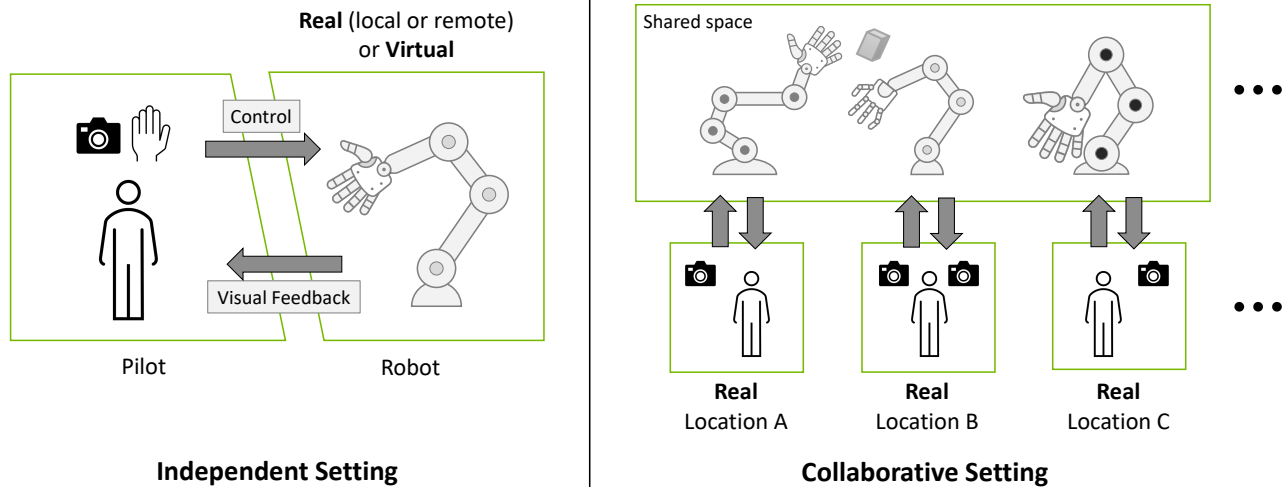 Real (local or remote)
or Virtual
Control
Visual Feedback
Pilot
Robot
Independent Setting
Shared space
Real
Location A
Real
Location B
Real
Location C
Collaborative Setting